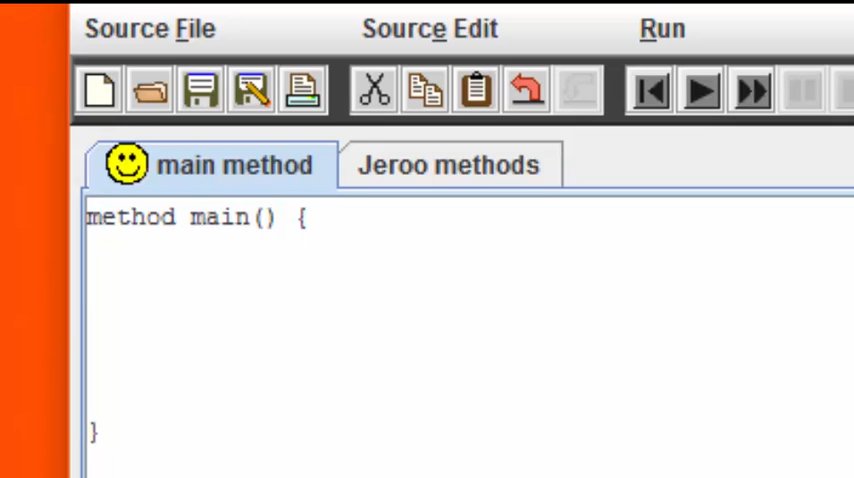 Source File Source Edit Run
main method Jeroo methods
method main() {
}